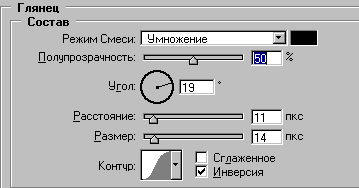 Глянец
Состав
Режим Смеси: Умножение
Полупрозрачность: 50 %
Угол: 19 °
Расстояние: 11 пкс
Размер: 14 пкс
Контур: Сглаженное
Инверсия